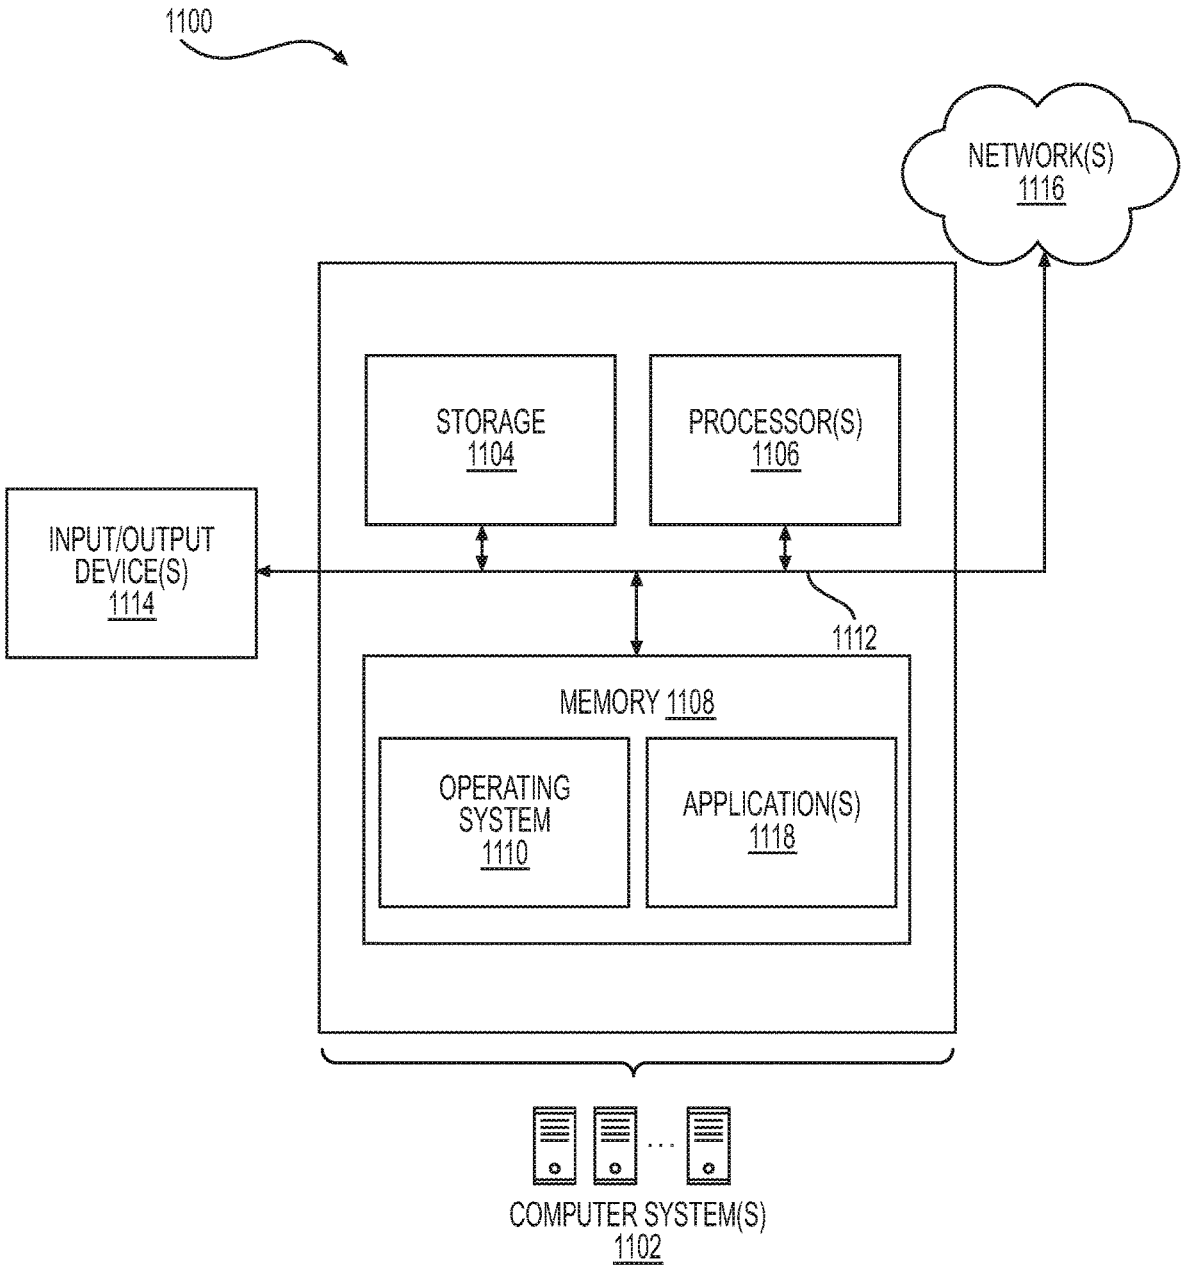 1100
NETWORK(S)
1116
STORAGE
1104
PROCESSOR(S)
1106
INPUT/OUTPUT
DEVICE(S)
1114
1112
MEMORY 1108
OPERATING
SYSTEM
1110
APPLICATION(S)
1118
...
COMPUTER SYSTEM(S)
1102